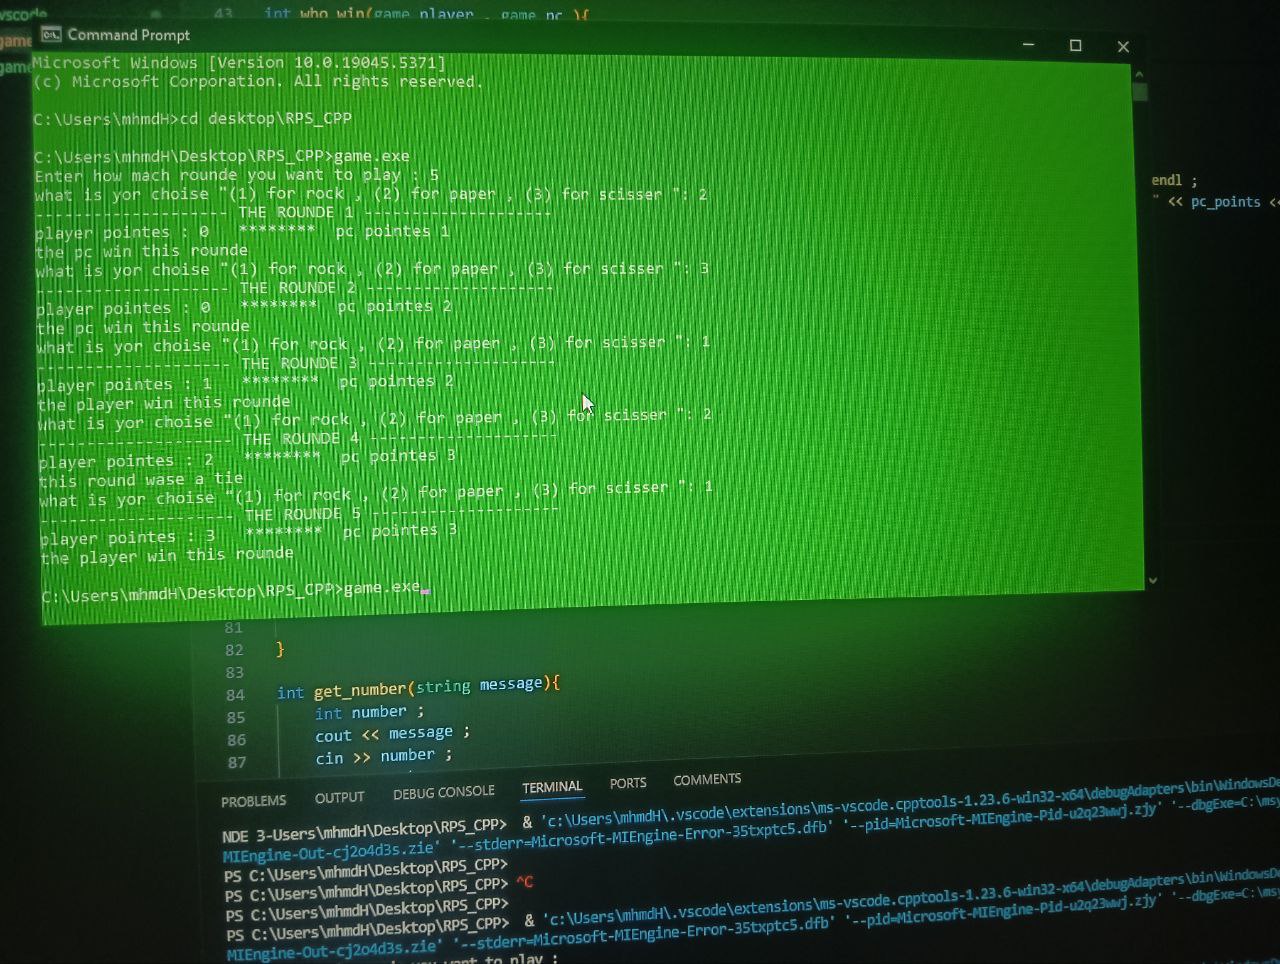 vscode
43 int who_win(game player , game pc ){
game
game
Command Prompt
Microsoft Windows [Version 10.0.19045.5371]
(c) Microsoft Corporation. All rights reserved.
C:\Users\mhmdH>cd desktop\RPS_CPP
C:\Users\mhmdH\Desktop\RPS_CPP>game.exe
Enter how mach rounde you want to play : 5
what is yor choise "(1) for rock , (2) for paper , (3) for scisser ": 2
-------------------- THE ROUNDE 1 --------------------
player pointes : 0 ******** pc pointes 1
the pc win this rounde
what is yor choise "(1) for rock , (2) for paper , (3) for scisser ": 3
-------------------- THE ROUNDE 2 --------------------
player pointes : 0 ******** pc pointes 2
the pc win this rounde
what is yor choise "(1) for rock , (2) for paper , (3) for scisser ": 1
-------------------- THE ROUNDE 3 --------------------
player pointes : 1 ******** pc pointes 2
the player win this rounde
what is yor choise "(1) for rock , (2) for paper , (3) for scisser ": 2
-------------------- THE ROUNDE 4 --------------------
player pointes : 2 ******** pc pointes 3
this round wase a tie
what is yor choise "(1) for rock , (2) for paper , (3) for scisser ": 1
-------------------- THE ROUNDE 5 --------------------
player pointes : 3 ******** pc pointes 3
the player win this rounde
C:\Users\mhmdH\Desktop\RPS_CPP>game.exe
endl ;
" << pc_points <<
81
82 }
83
84 int get_number(string message){
85 int number ;
86 cout << message ;
87 cin >> number ;
PROBLEMS OUTPUT DEBUG CONSOLE TERMINAL PORTS COMMENTS
NDE 3-Users\mhmdH\Desktop\RPS_CPP> & 'c:\Users\mhmdH\.vscode\extensions\ms-vscode.cpptools-1.23.6-win32-x64\debugAdapters\bin\WindowsDe
MIEngine-Out-cj2o4d3s.zie' '--stderr=Microsoft-MIEngine-Error-35txptc5.dfb' '--pid=Microsoft-MIEngine-Pid-u2q23wwj.zjy' '--dbgExe=C:\msy
PS C:\Users\mhmdH\Desktop\RPS_CPP>
PS C:\Users\mhmdH\Desktop\RPS_CPP> ^C
PS C:\Users\mhmdH\Desktop\RPS_CPP>
PS C:\Users\mhmdH\Desktop\RPS_CPP> & 'c:\Users\mhmdH\.vscode\extensions\ms-vscode.cpptools-1.23.6-win32-x64\debugAdapters\bin\WindowsDe
MIEngine-Out-cj2o4d3s.zie' '--stderr=Microsoft-MIEngine-Error-35txptc5.dfb' '--pid=Microsoft-MIEngine-Pid-u2q23wwj.zjy' '--dbgExe=C:\msy
you want to play :